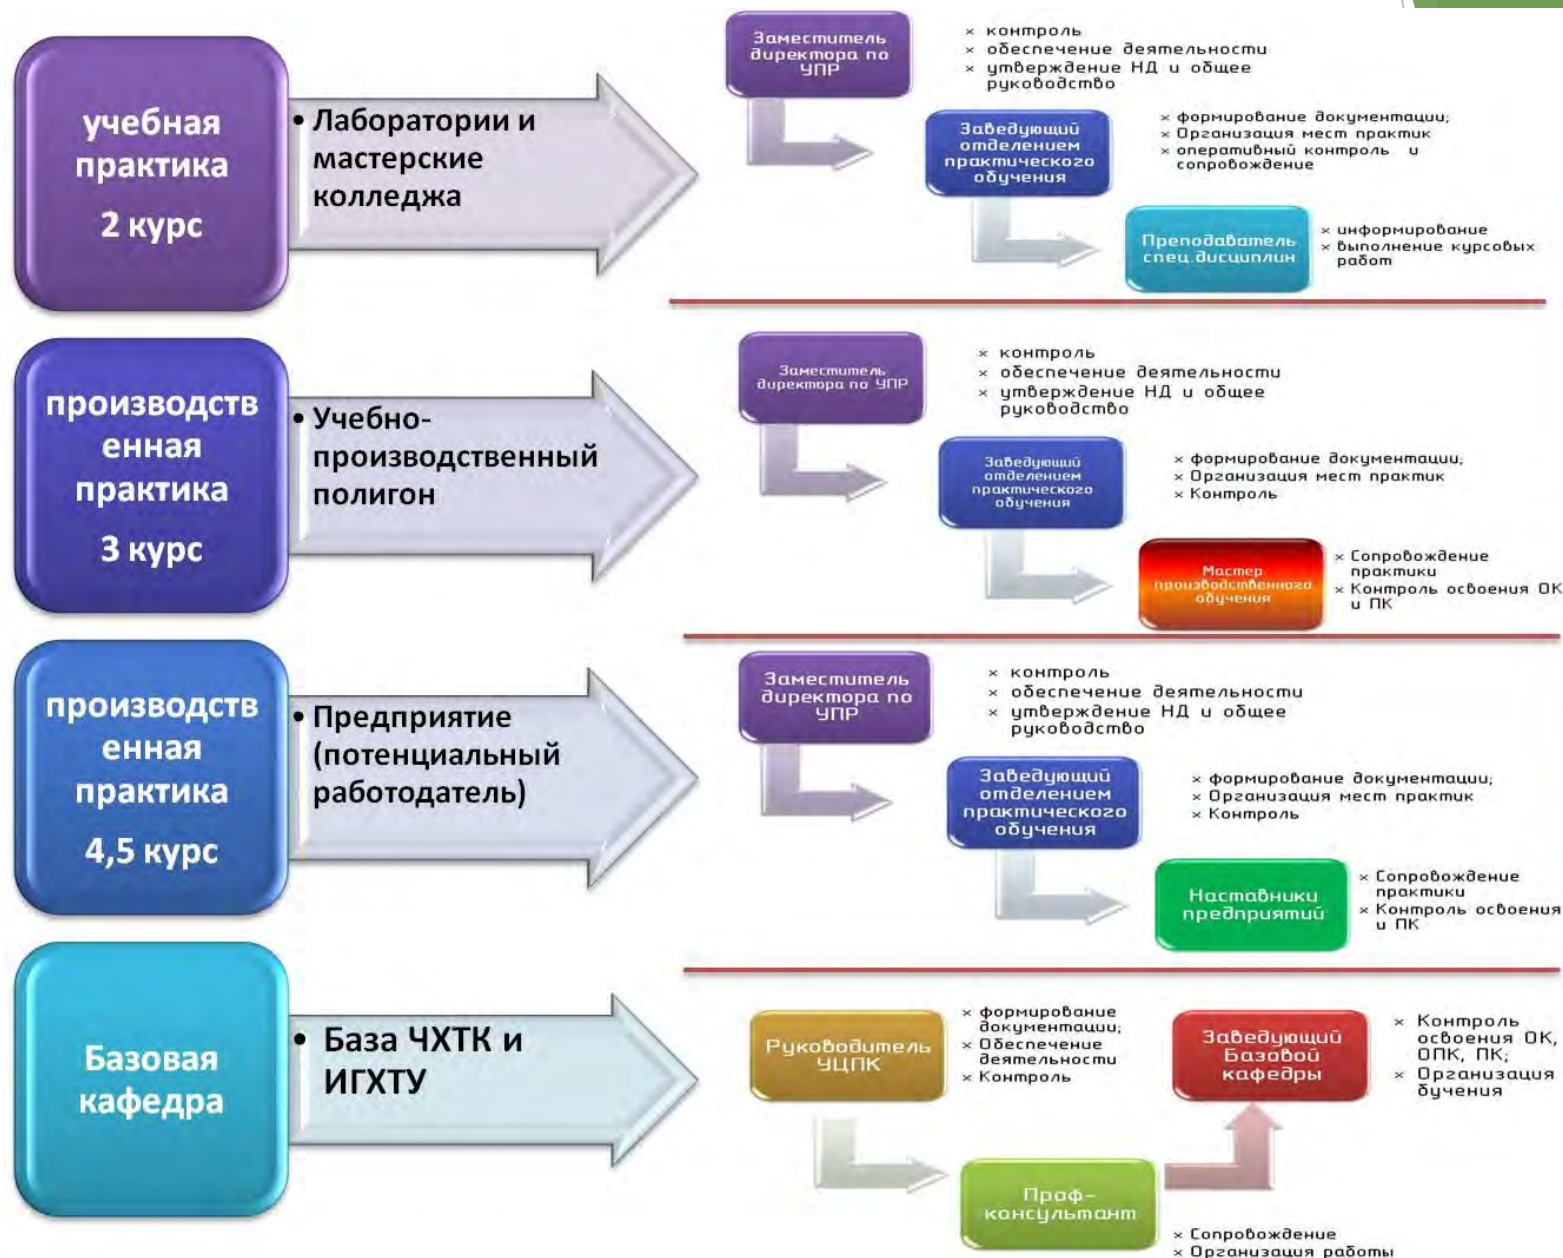 учебная
практика
2 курс
• Лаборатории и
мастерские
колледжа
Заместитель
директора по
УПР
× контроль
× обеспечение деятельности
× утверждение НД и общее
руководство
Заведующий
отделением
практического
обучения
× формирование документации;
× Организация мест практик
× оперативный контроль и
сопровождение
Преподаватель
спец.дисциплин
× информирование
× выполнение курсовых
работ
производств
енная
практика
3 курс
• Учебно-
производственный
полигон
Заместитель
директора по УПР
× контроль
× обеспечение деятельности
× утверждение НД и общее
руководство
Заведующий
отделением
практического
обучения
× формирование документации;
× Организация мест практик
× Контроль
Мастер
производственного
обучения
× Сопровождение
практики
× Контроль освоения ОК
и ПК
производств
енная
практика
4,5 курс
• Предприятие
(потенциальный
работодатель)
Заместитель
директора по
УПР
× контроль
× обеспечение деятельности
× утверждение НД и общее
руководство
Заведующий
отделением
практического
обучения
× формирование документации;
× Организация мест практик
× Контроль
Наставники
предприятий
× Сопровождение
практики
× Контроль освоения
и ПК
Базовая
кафедра
• База ЧХТК и
ИГХТУ
Руководитель
УЦПК
× формирование
документации;
× Обеспечение
деятельности
× Контроль
Заведующий
Базовой
кафедры
× Контроль
освоения ОК,
ОПК, ПК;
× Организация
бучения
Проф-
консультант
× Сопровождение
× Организация работы